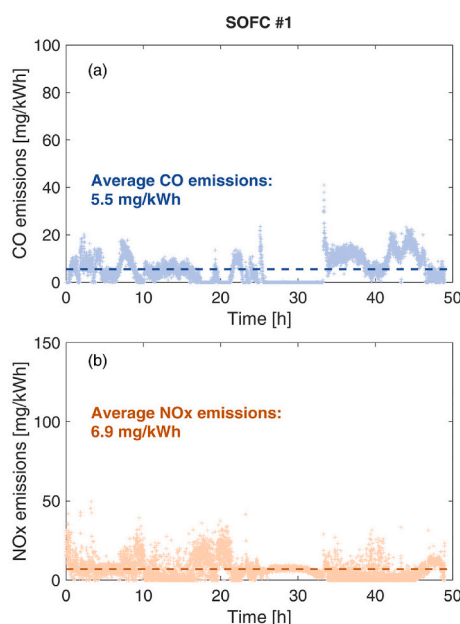 SOFC #1
(a)
CO emissions [mg/kWh]
100
80
60
40
20
0
Average CO emissions:
5.5 mg/kWh
0 10 20 30 40 50
Time [h]
(b)
NOx emissions [mg/kWh]
150
100
50
0
Average NOx emissions:
6.9 mg/kWh
0 10 20 30 40 50
Time [h]